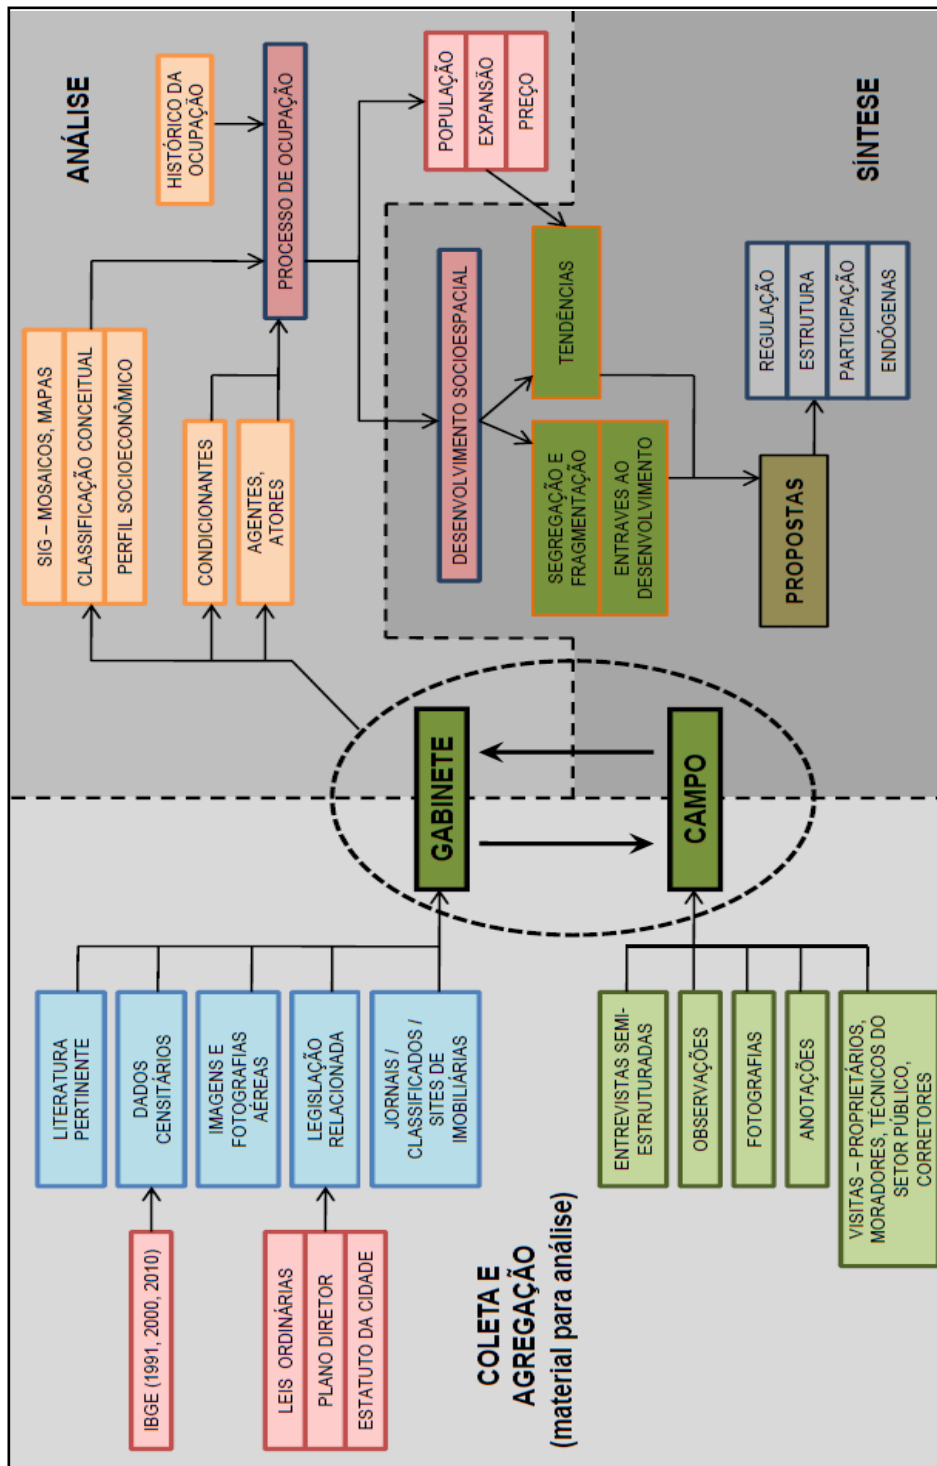 LITERATURA
PERTINENTE
DADOS
CENSITÁRIOS
IMAGENS E
FOTOGRAFIAS
AÉREAS
LEGISLAÇÃO
RELACIONADA
JORNAIS /
CLASSIFICADOS /
SITES DE
IMOBILIÁRIAS
IBGE (1991, 2000, 2010)
LEIS ORDINÁRIAS
PLANO DIRETOR
ESTATUTO DA CIDADE
COLETA E
AGREGAÇÃO
(material para análise)
ENTREVISTAS SEMI-
ESTRUTURADAS
OBSERVAÇÕES
FOTOGRAFIAS
ANOTAÇÕES
VISITAS – PROPRIETÁRIOS,
MORADORES, TÉCNICOS DO
SETOR PÚBLICO,
CORRETORES
GABINETE
CAMPO
ANÁLISE
SIG – MOSAICOS, MAPAS
CLASSIFICAÇÃO CONCEITUAL
PERFIL SOCIOECONÔMICO
CONDICIONANTES
AGENTES,
ATORES
HISTÓRICO DA
OCUPAÇÃO
PROCESSO DE OCUPAÇÃO
POPULAÇÃO
EXPANSÃO
PREÇO
DESENVOLVIMENTO SOCIOESPACIAL
SEGREGAÇÃO E
FRAGMENTAÇÃO
ENTRAVES AO
DESENVOLVIMENTO
TENDÊNCIAS
PROPOSTAS
REGULAÇÃO
ESTRUTURA
PARTICIPAÇÃO
ENDÓGENAS
SÍNTESE